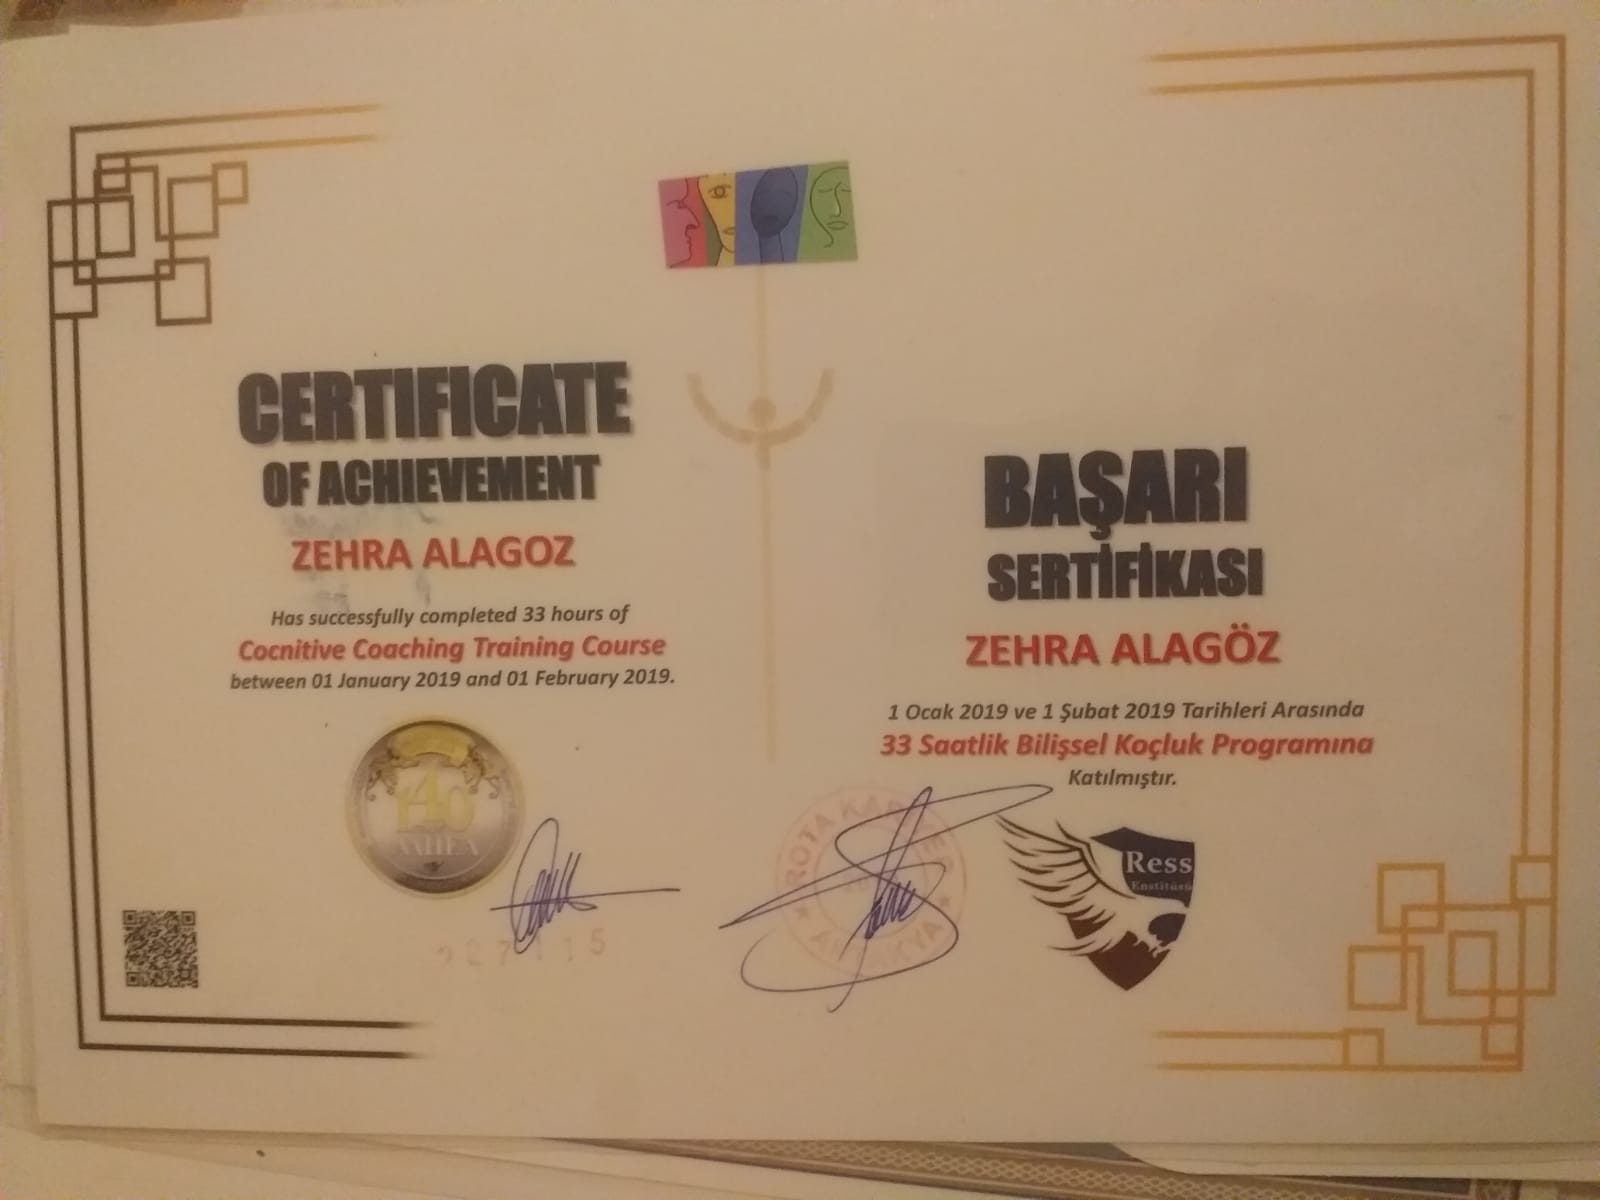 CERTIFICATE
OF ACHIEVEMENT
ZEHRA ALAGOZ
Has successfully completed 33 hours of
Cocnitive Coaching Training Course
between 01 January 2019 and 01 February 2019.
140
BAŞARI
SERTİFİKASI
ZEHRA ALAGÖZ
1 Ocak 2019 ve 1 Şubat 2019 Tarihleri Arasında
33 Saatlik Bilişsel Koçluk Programına
Katılmıştır.
ROTA
Ress
Enstitüsü